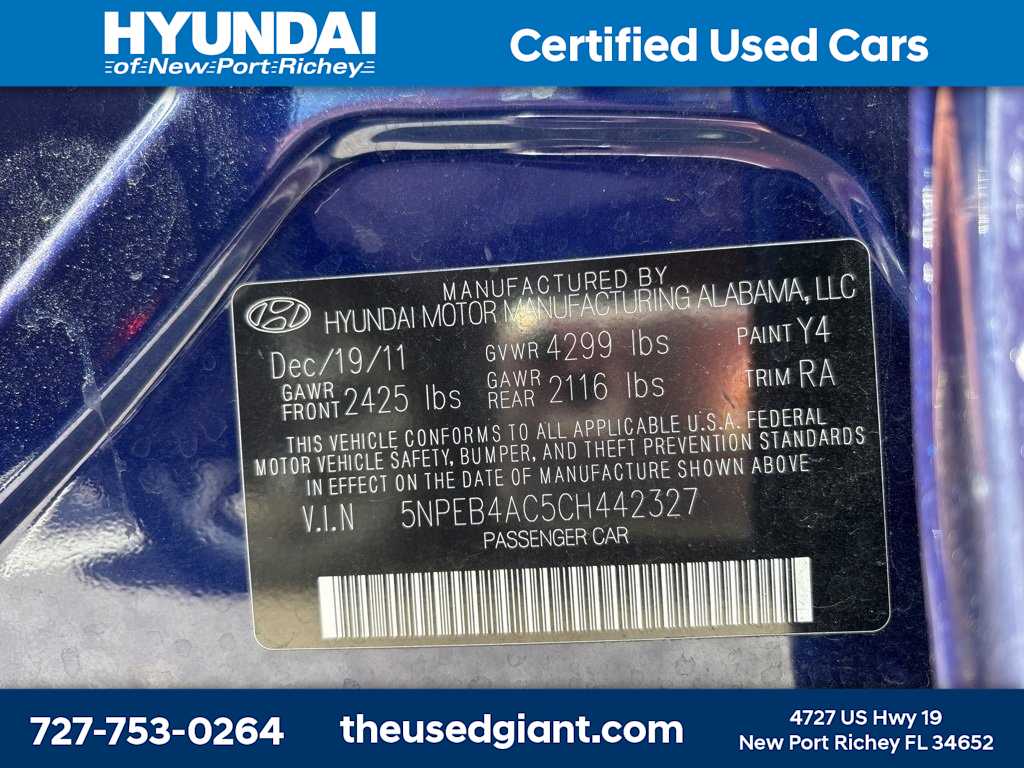 HYUNDAI
of New Port Richey
Certified Used Cars
MANUFACTURED BY
HYUNDAI MOTOR MANUFACTURING ALABAMA, LLC
Dec/19/11 GVWR 4299 lbs PAINT Y4
GAWR FRONT 2425 lbs GAWR REAR 2116 lbs TRIM RA
THIS VEHICLE CONFORMS TO ALL APPLICABLE U.S.A. FEDERAL
MOTOR VEHICLE SAFETY, BUMPER, AND THEFT PREVENTION STANDARDS
IN EFFECT ON THE DATE OF MANUFACTURE SHOWN ABOVE
V.I.N 5NPEB4AC5CH442327
PASSENGER CAR
727-753-0264
theusedgiant.com
4727 US Hwy 19
New Port Richey FL 34652